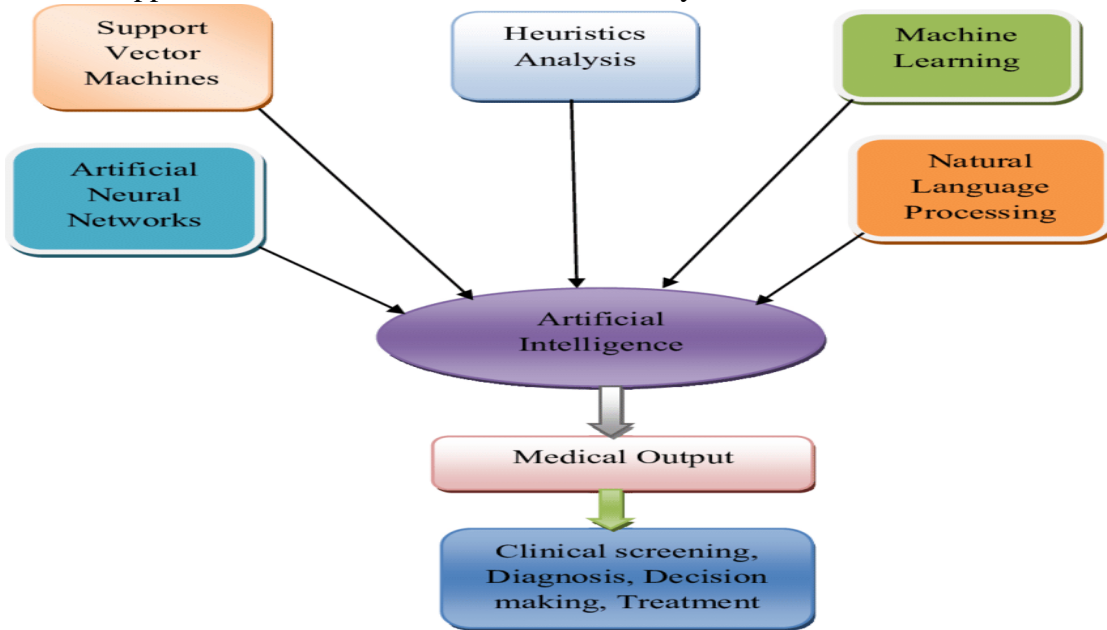 Support
Vector
Machines
Heuristics
Analysis
Machine
Learning
Artificial
Neural
Networks
Natural
Language
Processing
Artificial
Intelligence
Medical Output
Clinical screening,
Diagnosis, Decision
making, Treatment